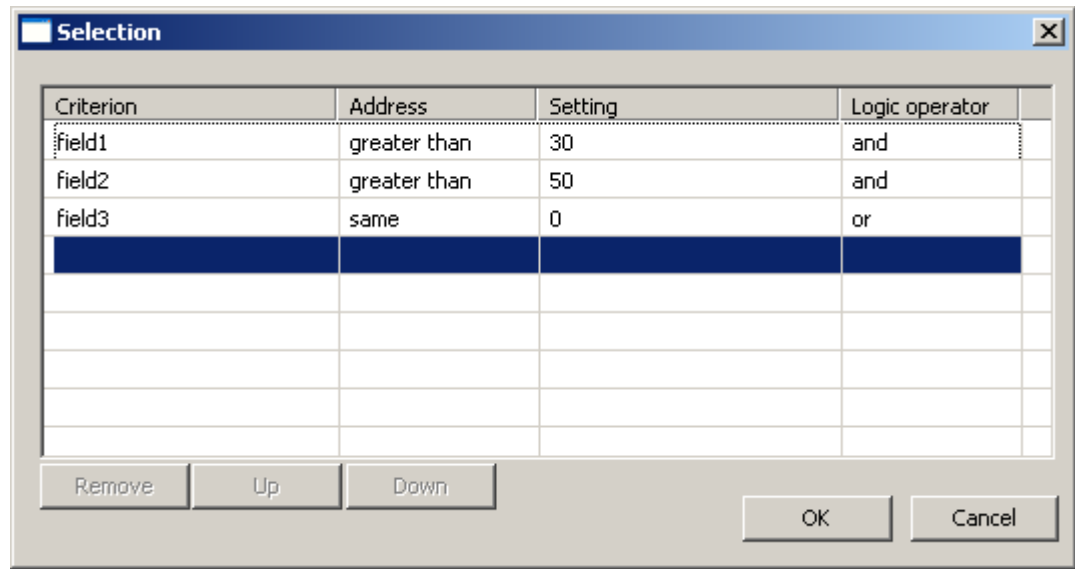 Selection
Criterion Address Setting Logic operator
field1 greater than 30 and
field2 greater than 50 and
field3 same 0 or
Remove Up Down
OK Cancel